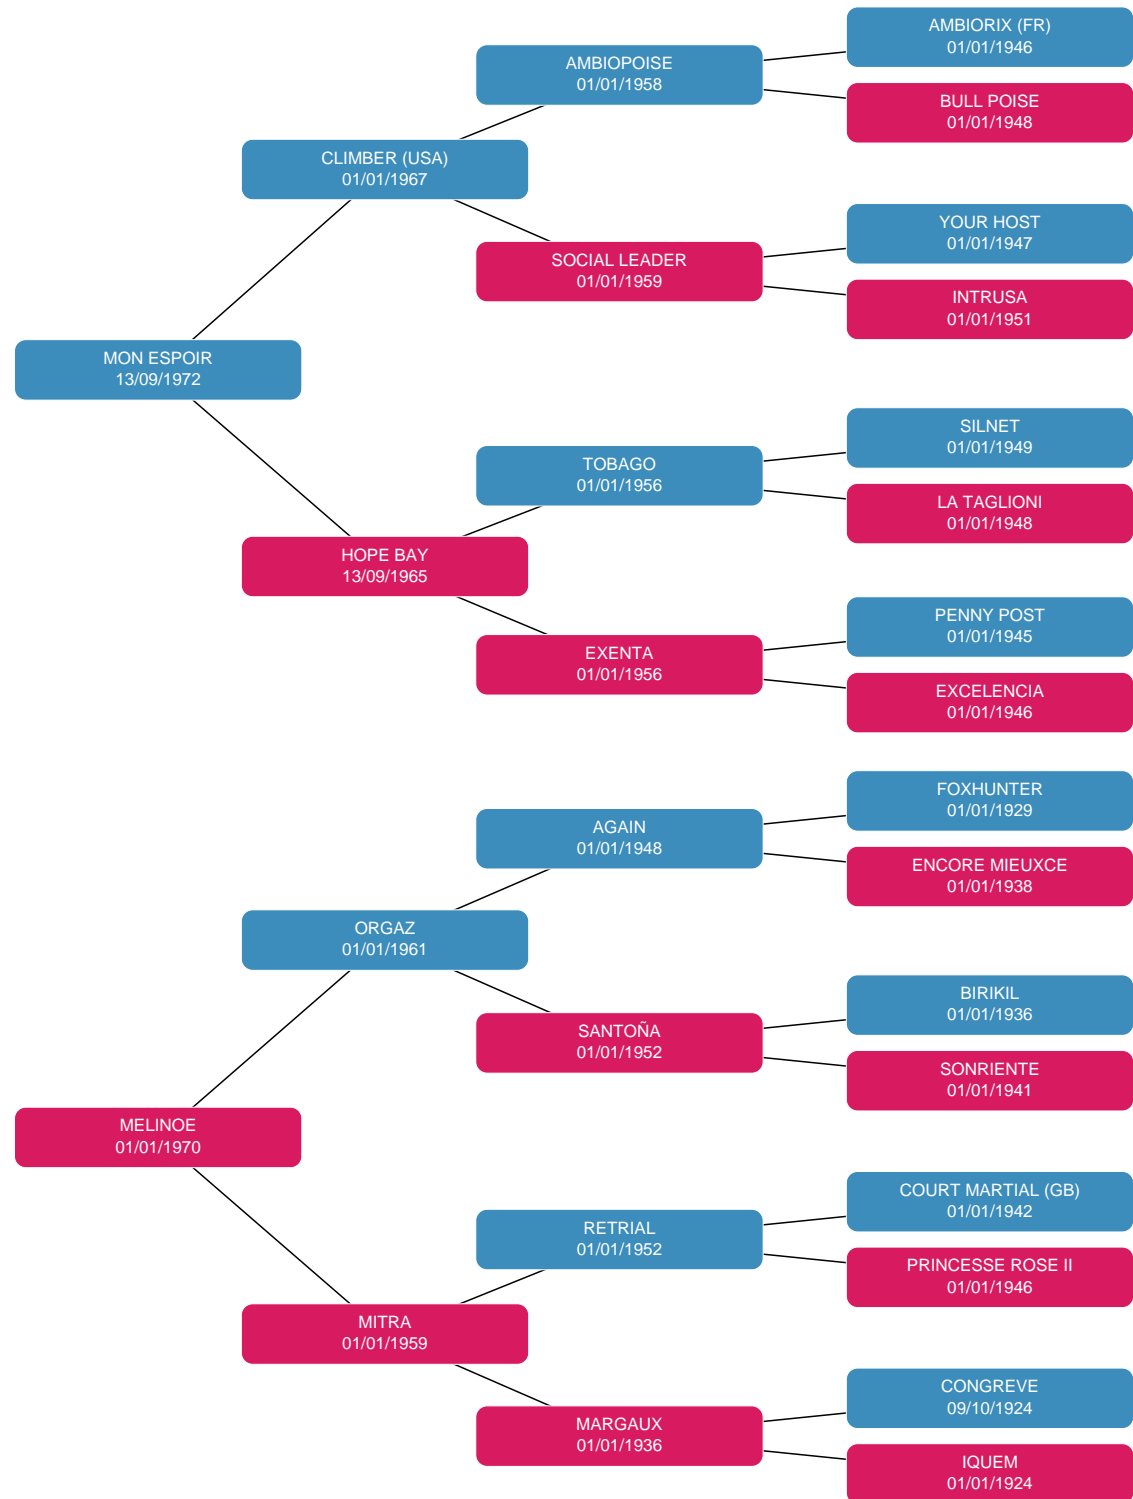 AMBIORIX (FR)
01/01/1946
AMBIOPOISE
01/01/1958
BULL POISE
01/01/1948
CLIMBER (USA)
01/01/1967
YOUR HOST
01/01/1947
SOCIAL LEADER
01/01/1959
INTRUSA
01/01/1951
MON ESPOIR
13/09/1972
SILNET
01/01/1949
TOBAGO
01/01/1956
LA TAGLIONI
01/01/1948
HOPE BAY
13/09/1965
PENNY POST
01/01/1945
EXENTA
01/01/1956
EXCELENCIA
01/01/1946
FOXHUNTER
01/01/1929
AGAIN
01/01/1948
ENCORE MIEUXCE
01/01/1938
ORGAZ
01/01/1961
BIRIKIL
01/01/1936
SANTOÑA
01/01/1952
SONRIENTE
01/01/1941
MELINOE
01/01/1970
COURT MARTIAL (GB)
01/01/1942
RETRIAL
01/01/1952
PRINCESSE ROSE II
01/01/1946
MITRA
01/01/1959
CONGREVE
09/10/1924
MARGAUX
01/01/1936
IQUEM
01/01/1924